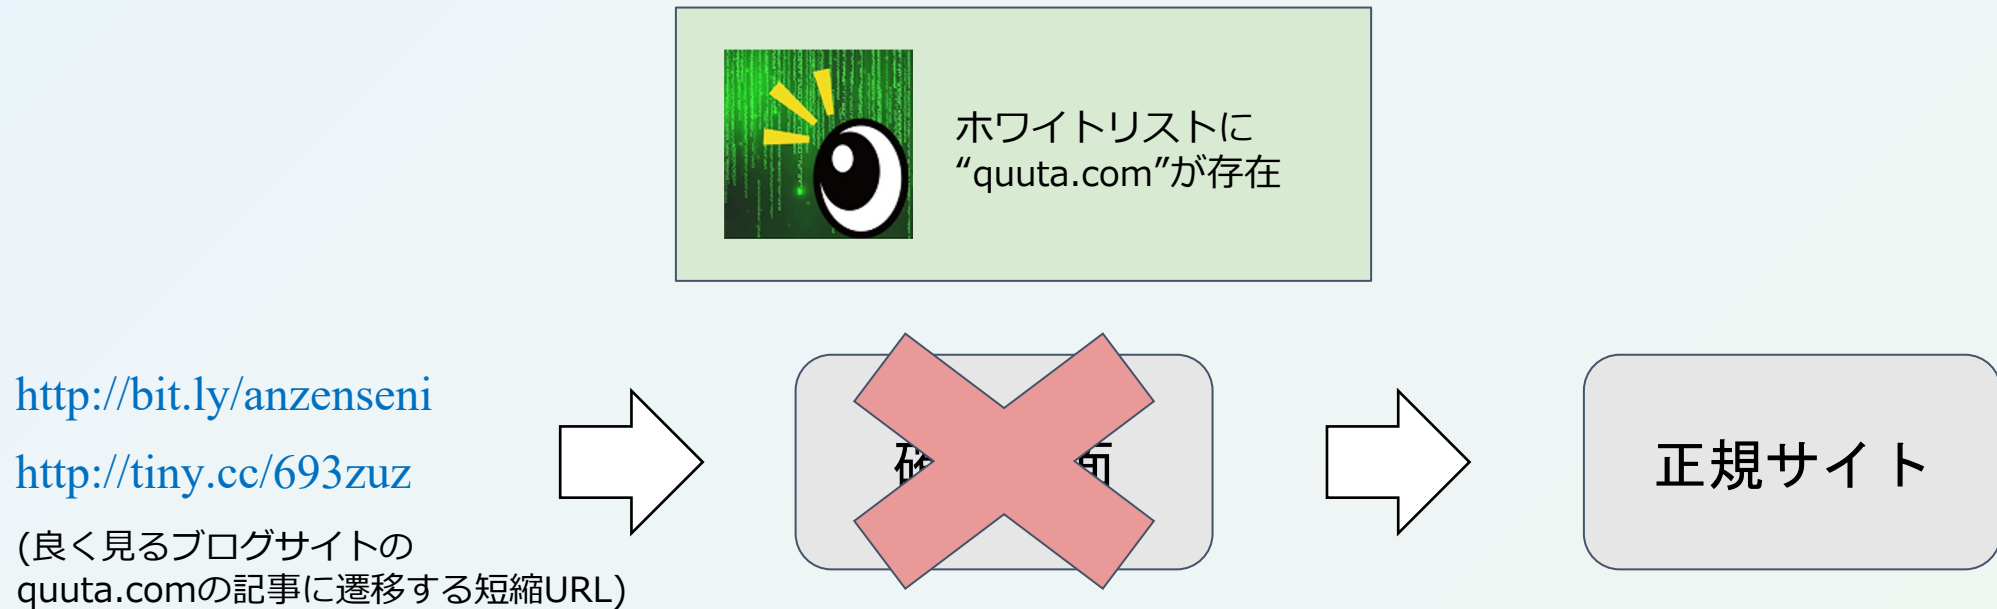 ホワイトリストに
“quuta.com”が存在
http://bit.ly/anzenseni
http://tiny.cc/693zuz
(良く見るブログサイトの
quuta.comの記事に遷移する短縮URL)
正規サイト